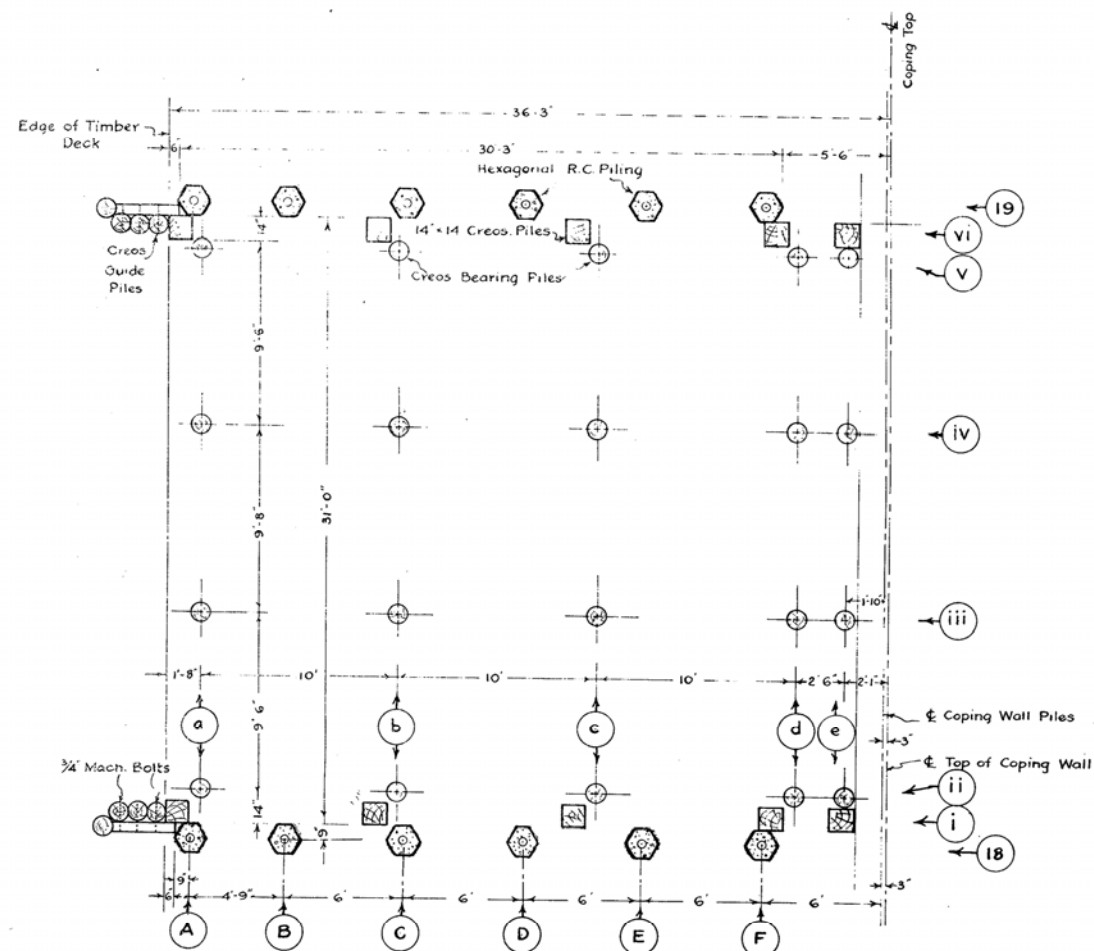 Coping Top
36'-3"
Edge of Timber
Deck
6"
30'-3"
5'-6"
Hexagonal R.C. Piling
19
14"
14"×14 Creos. Piles
vi
Creos
Guide
Piles
Creos Bearing Piles
v
9'-6"
iv
9'-8"
31'-0"
1'-10"
iii
1'-8"
10'
10'
10'
2'6"
2'-1"
a
b
c
d
e
9'6"
℄ Coping Wall Piles
3"
¾" Mach. Bolts
℄ Top of Coping Wall
ii
14"
9"
i
18
9"
6"
4'-9"
6'
6'
6'
6'
6'
3"
A
B
C
D
E
F